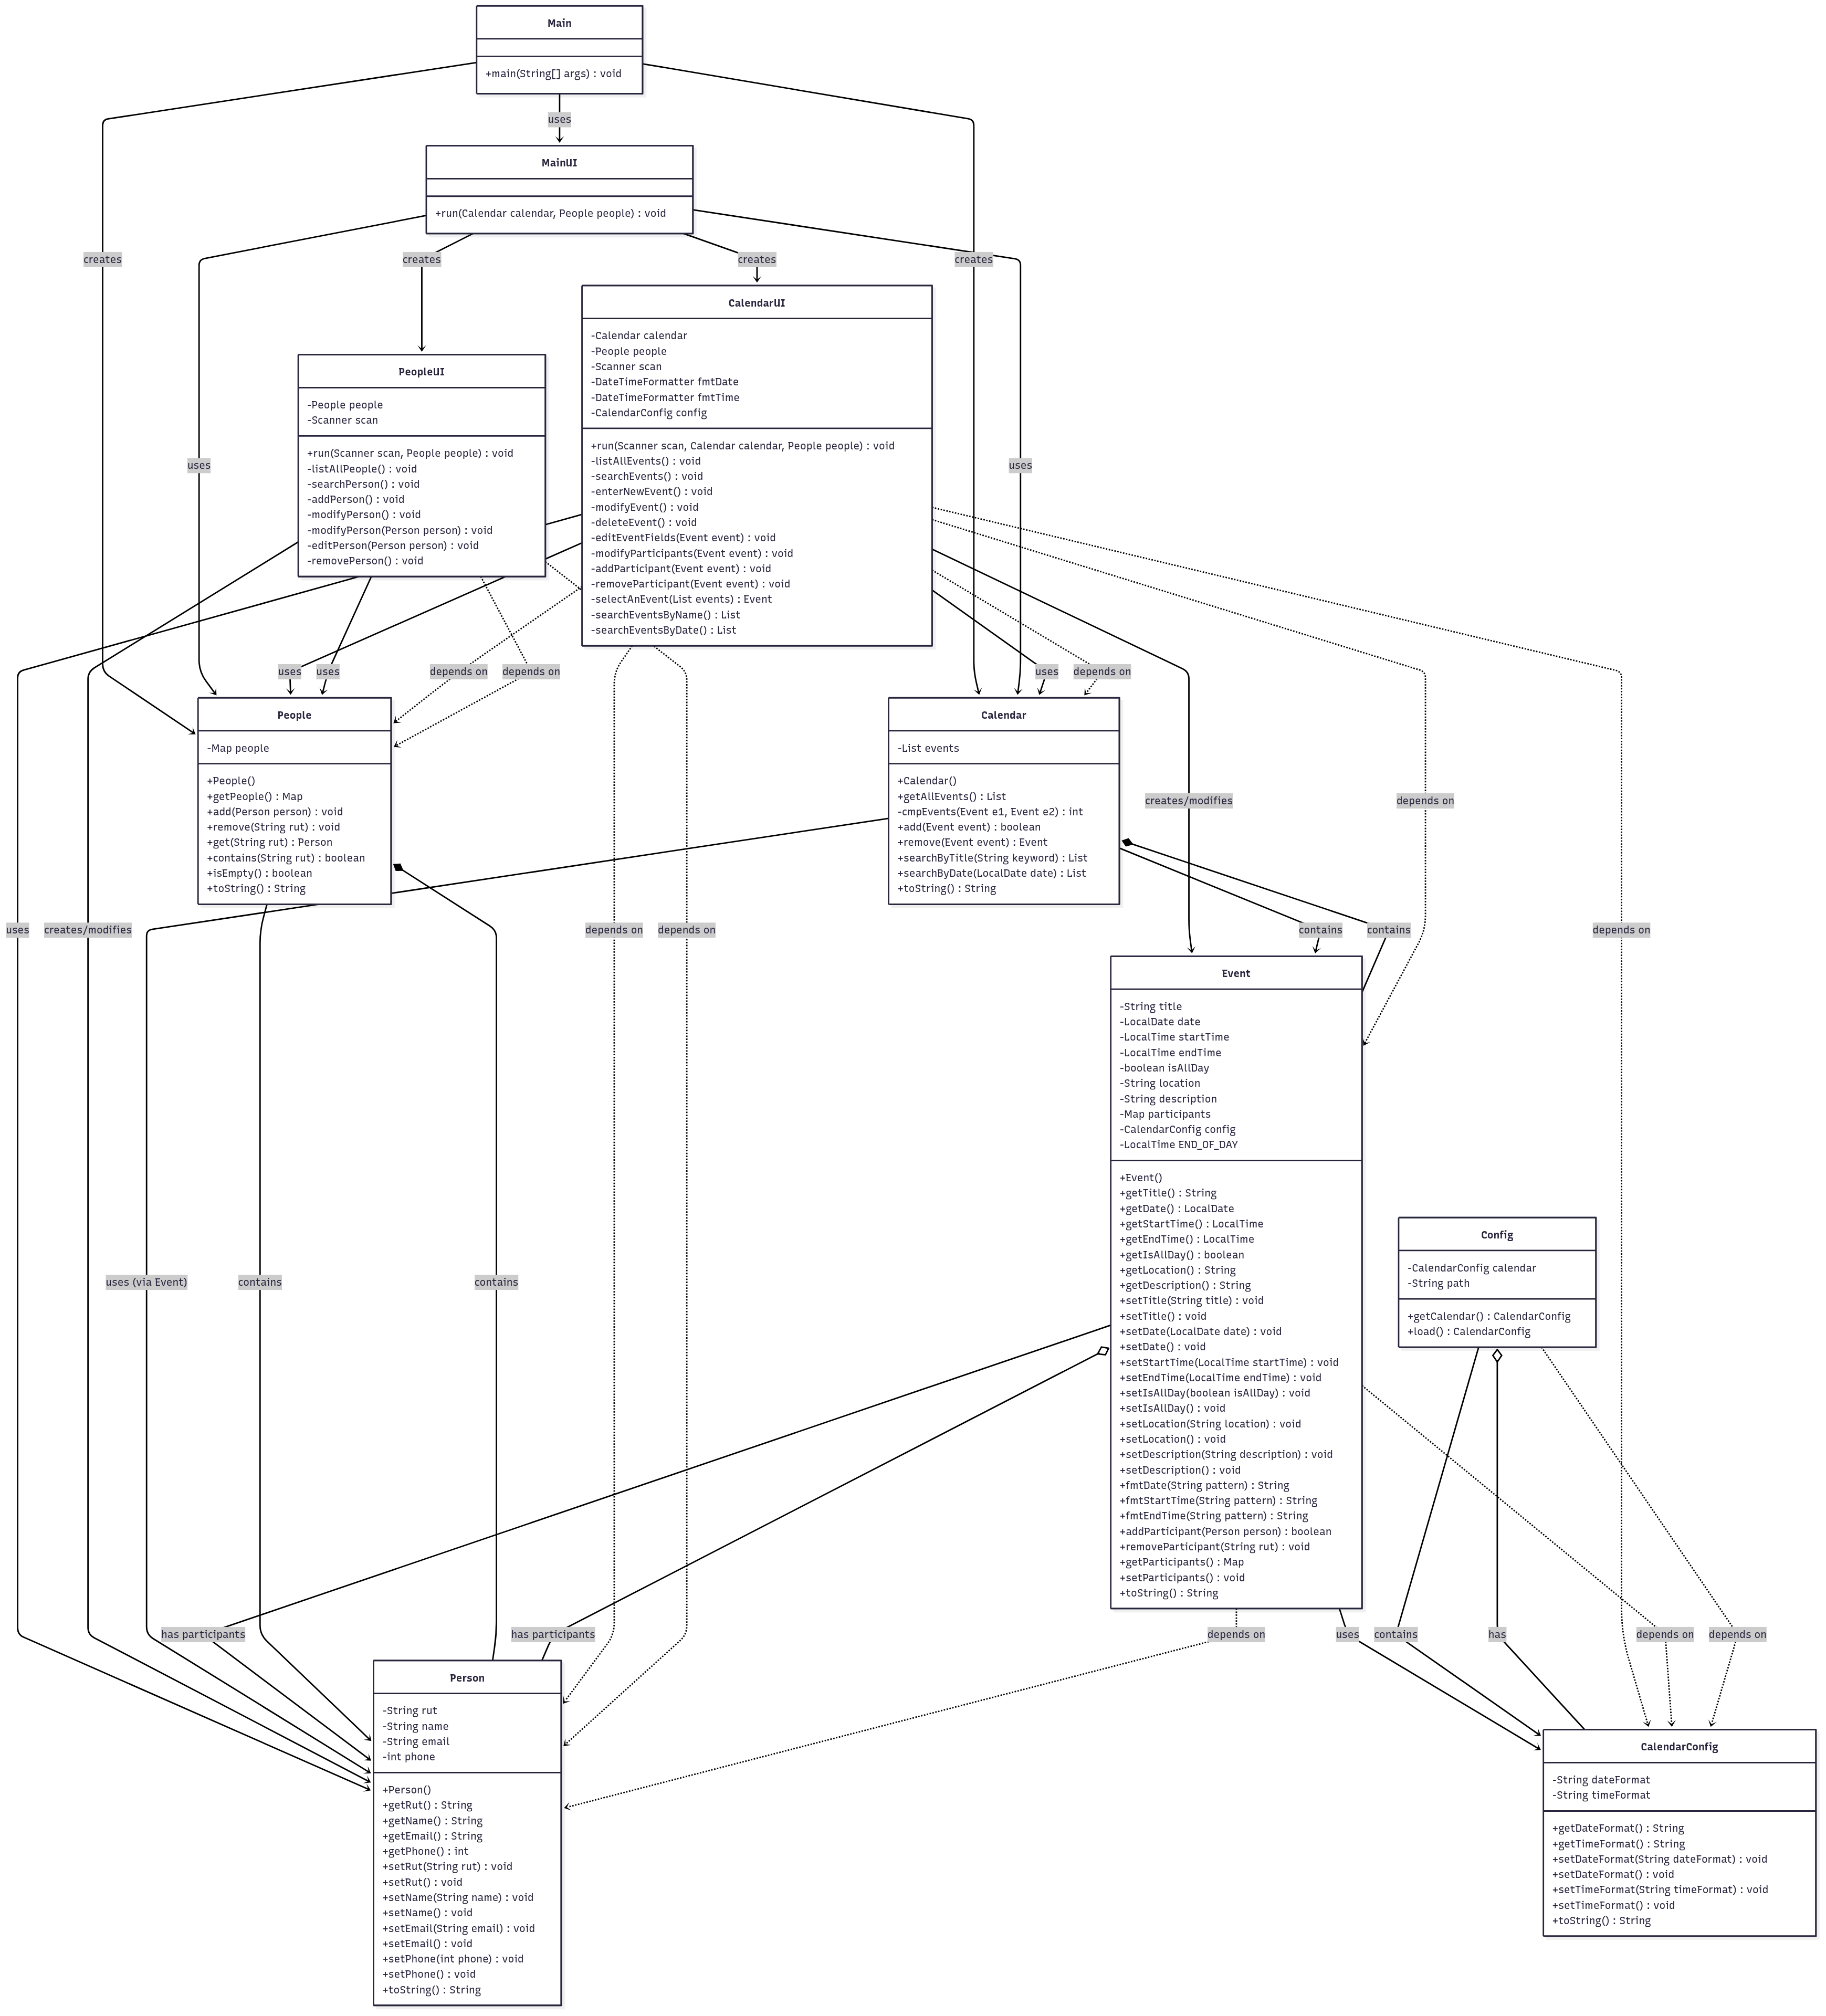 Main
+main(String[] args) : void
uses
MainUI
+run(Calendar calendar, People people) : void
creates
creates
creates
creates
CalendarUI
-Calendar calendar
-People people
-Scanner scan
-DateTimeFormatter fmtDate
-DateTimeFormatter fmtTime
-CalendarConfig config
+run(Scanner scan, Calendar calendar, People people) : void
-listAllEvents() : void
-searchEvents() : void
-enterNewEvent() : void
-modifyEvent() : void
-deleteEvent() : void
-editEventFields(Event event) : void
-modifyParticipants(Event event) : void
-addParticipant(Event event) : void
-removeParticipant(Event event) : void
-selectAnEvent(List events) : Event
-searchEventsByName() : List
-searchEventsByDate() : List
PeopleUI
-People people
-Scanner scan
+run(Scanner scan, People people) : void
-listAllPeople() : void
-searchPerson() : void
-addPerson() : void
-modifyPerson() : void
-modifyPerson(Person person) : void
-editPerson(Person person) : void
-removePerson() : void
uses
uses
uses
uses
depends on
depends on
uses
depends on
People
-Map people
+People()
+getPeople() : Map
+add(Person person) : void
+remove(String rut) : void
+get(String rut) : Person
+contains(String rut) : boolean
+isEmpty() : boolean
+toString() : String
Calendar
-List events
+Calendar()
+getAllEvents() : List
-cmpEvents(Event e1, Event e2) : int
+add(Event event) : boolean
+remove(Event event) : Event
+searchByTitle(String keyword) : List
+searchByDate(LocalDate date) : List
+toString() : String
creates/modifies
depends on
uses
creates/modifies
depends on
depends on
contains
contains
depends on
Event
-String title
-LocalDate date
-LocalTime startTime
-LocalTime endTime
-boolean isAllDay
-String location
-String description
-Map participants
-CalendarConfig config
-LocalTime END_OF_DAY
+Event()
+getTitle() : String
+getDate() : LocalDate
+getStartTime() : LocalTime
+getEndTime() : LocalTime
+getIsAllDay() : boolean
+getLocation() : String
+getDescription() : String
+setTitle(String title) : void
+setTitle() : void
+setDate(LocalDate date) : void
+setDate() : void
+setStartTime(LocalTime startTime) : void
+setEndTime(LocalTime endTime) : void
+setIsAllDay(boolean isAllDay) : void
+setIsAllDay() : void
+setLocation(String location) : void
+setLocation() : void
+setDescription(String description) : void
+setDescription() : void
+fmtDate(String pattern) : String
+fmtStartTime(String pattern) : String
+fmtEndTime(String pattern) : String
+addParticipant(Person person) : boolean
+removeParticipant(String rut) : void
+getParticipants() : Map
+setParticipants() : void
+toString() : String
Config
-CalendarConfig calendar
-String path
+getCalendar() : CalendarConfig
+load() : CalendarConfig
uses (via Event)
contains
contains
has participants
has participants
depends on
uses
contains
has
depends on
depends on
Person
-String rut
-String name
-String email
-int phone
+Person()
+getRut() : String
+getName() : String
+getEmail() : String
+getPhone() : int
+setRut(String rut) : void
+setRut() : void
+setName(String name) : void
+setName() : void
+setEmail(String email) : void
+setEmail() : void
+setPhone(int phone) : void
+setPhone() : void
+toString() : String
CalendarConfig
-String dateFormat
-String timeFormat
+getDateFormat() : String
+getTimeFormat() : String
+setDateFormat(String dateFormat) : void
+setDateFormat() : void
+setTimeFormat(String timeFormat) : void
+setTimeFormat() : void
+toString() : String